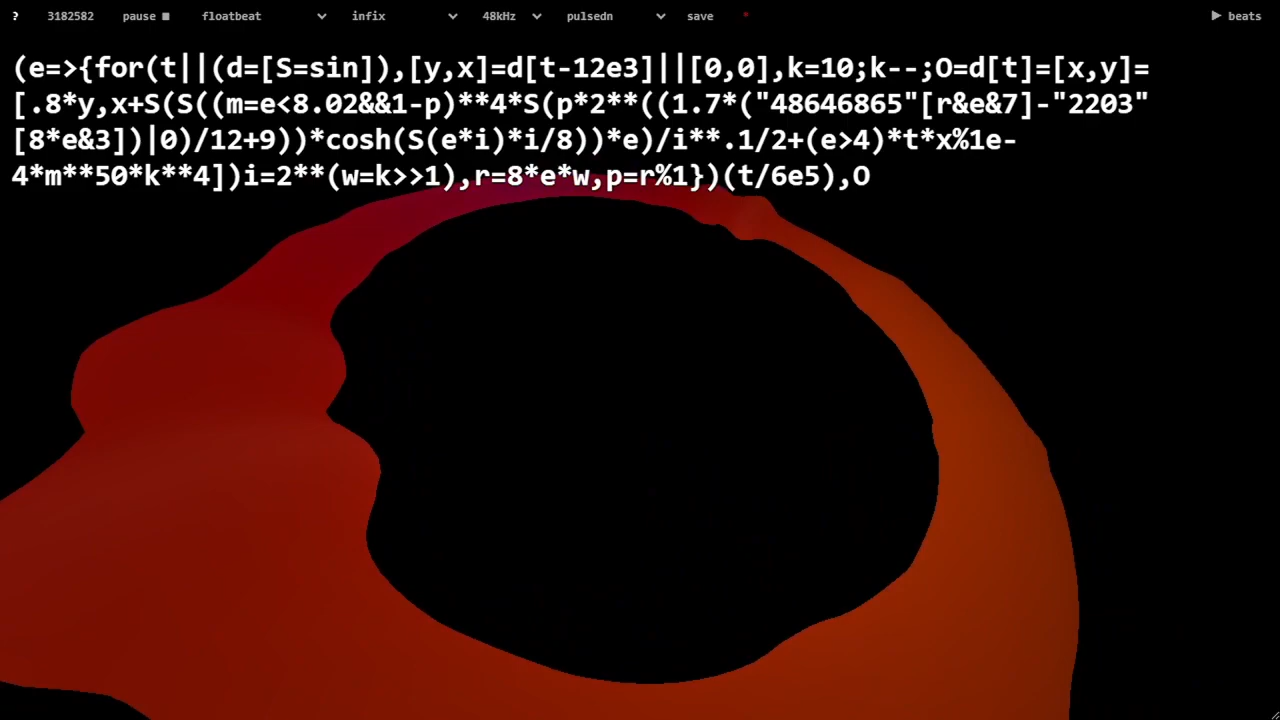 ? 3182582 pause floatbeat infix 48kHz pulsedn save * beats
(e=>{for(t||(d=[S=sin]),[y,x]=d[t-12e3]||[0,0],k=10;k--;O=d[t]=[x,y]=
[.8*y,x+S(S((m=e<8.02&&1-p)**4*S(p*2**((1.7*("48646865"[r&e&7]-"2203"
[8*e&3])|0)/12+9))*cosh(S(e*i)*i/8))*e)/i**.1/2+(e>4)*t*x%1e-
4*m**50*k**4])i=2**(w=k>>1),r=8*e*w,p=r%1})(t/6e5),O